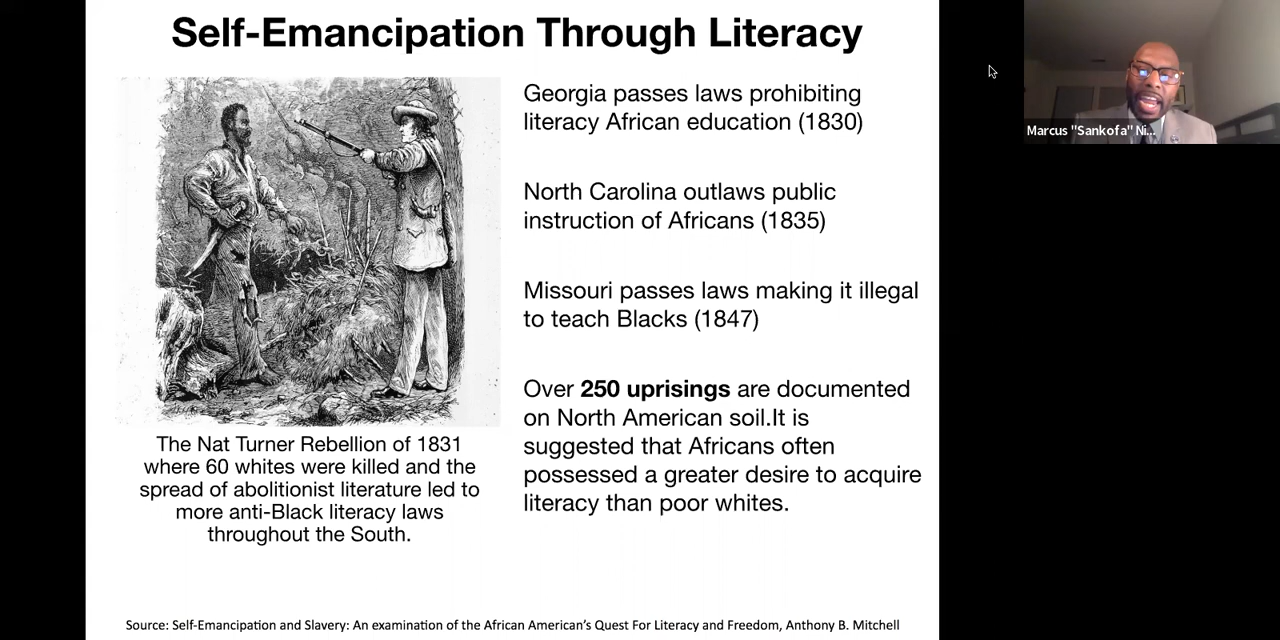 Self-Emancipation Through Literacy
Georgia passes laws prohibiting
literacy African education (1830)
North Carolina outlaws public
instruction of Africans (1835)
Missouri passes laws making it illegal
to teach Blacks (1847)
Over 250 uprisings are documented
on North American soil.It is
suggested that Africans often
possessed a greater desire to acquire
literacy than poor whites.
The Nat Turner Rebellion of 1831
where 60 whites were killed and the
spread of abolitionist literature led to
more anti-Black literacy laws
throughout the South.
Source: Self-Emancipation and Slavery: An examination of the African American's Quest For Literacy and Freedom, Anthony B. Mitchell
Marcus "Sankofa" Ni...